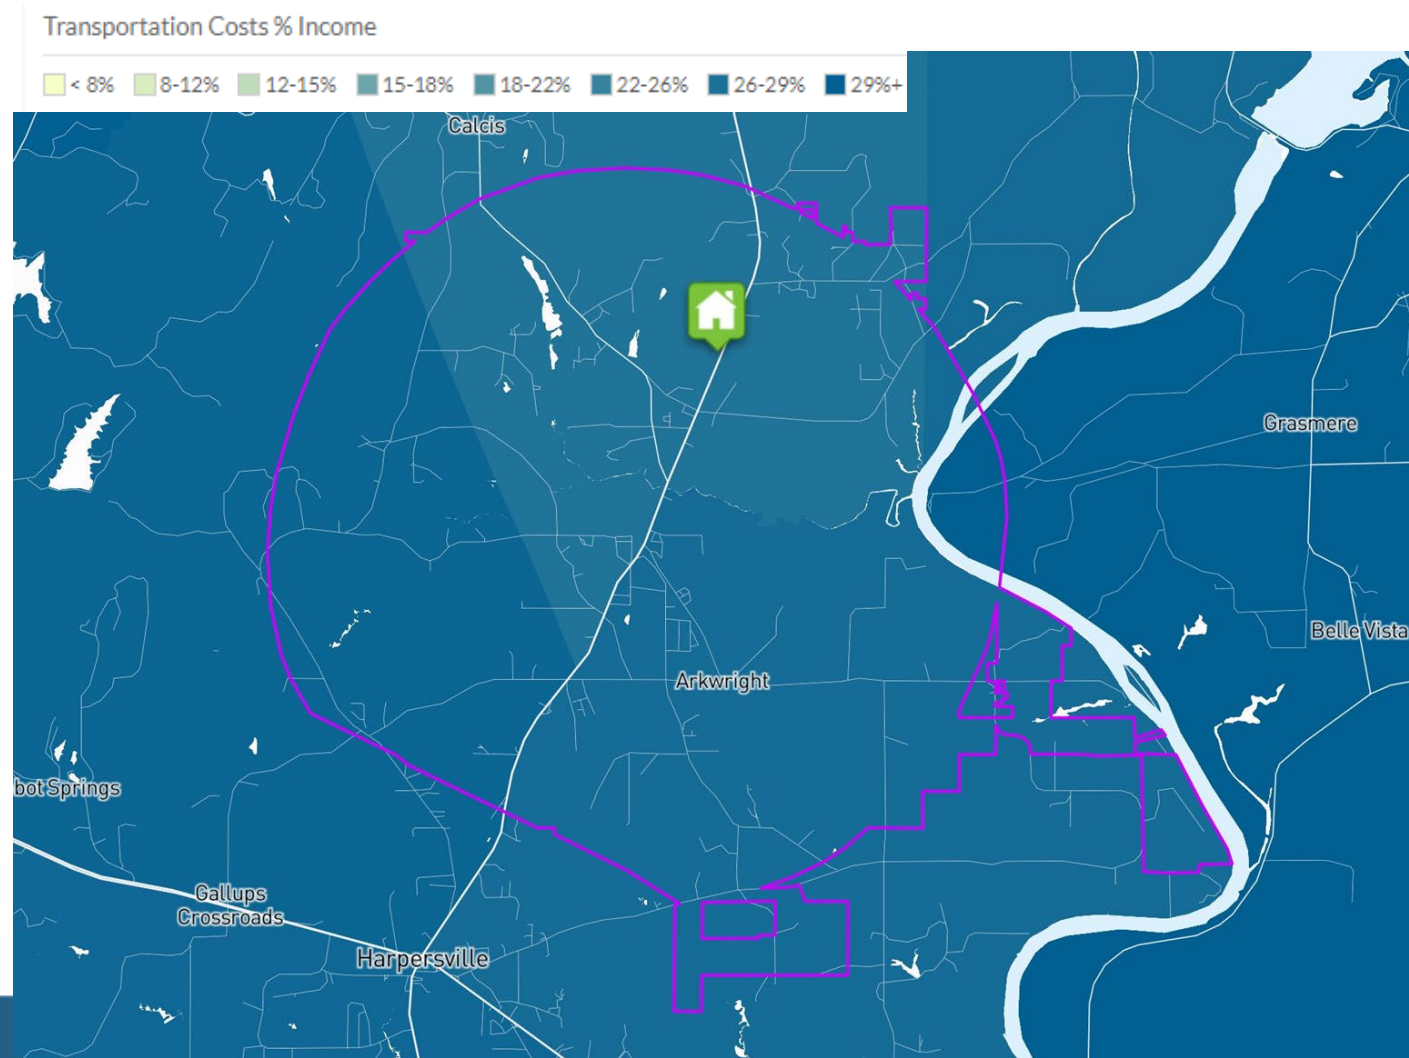 Transportation Costs % Income
< 8% 8-12% 12-15% 15-18% 18-22% 22-26% 26-29% 29%+
Calcis
Grasmere
Belle Vista
Arkwright
bot Springs
Gallups
Crossroads
Harpersville